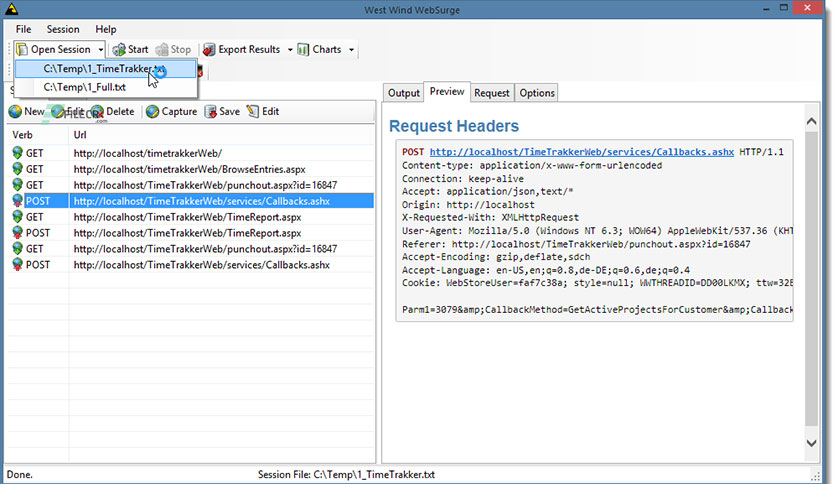 West Wind WebSurge
File Session Help
Open Session Start Stop Export Results Charts
C:\Temp\1_TimeTrakker.txt
C:\Temp\1_Full.txt
New Edit Delete Capture Save Edit
FILECR
.com
Verb Url
GET http://localhost/timetrakkerWeb/
GET http://localhost/TimeTrakkerWeb/BrowseEntries.aspx
GET http://localhost/TimeTrakkerWeb/punchout.aspx?id=16847
POST http://localhost/TimeTrakkerWeb/services/Callbacks.ashx
GET http://localhost/TimeTrakkerWeb/TimeReport.aspx
POST http://localhost/TimeTrakkerWeb/TimeReport.aspx
GET http://localhost/TimeTrakkerWeb/punchout.aspx?id=16847
POST http://localhost/TimeTrakkerWeb/services/Callbacks.ashx
Output Preview Request Options
Request Headers
POST http://localhost/TimeTrakkerWeb/services/Callbacks.ashx HTTP/1.1
Content-type: application/x-www-form-urlencoded
Connection: keep-alive
Accept: application/json,text/*
Origin: http://localhost
X-Requested-With: XMLHttpRequest
User-Agent: Mozilla/5.0 (Windows NT 6.3; WOW64) AppleWebKit/537.36 (KHT
Referer: http://localhost/TimeTrakkerWeb/punchout.aspx?id=16847
Accept-Encoding: gzip,deflate,sdch
Accept-Language: en-US,en;q=0.8,de-DE;q=0.6,de;q=0.4
Cookie: WebStoreUser=faf7c38a; style=null; WWTHREADID=DD00LKMX; ttw=32E
Parm1=3079&amp;CallbackMethod=GetActiveProjectsForCustomer&amp;Callback
Done. Session File: C:\Temp\1_TimeTrakker.txt